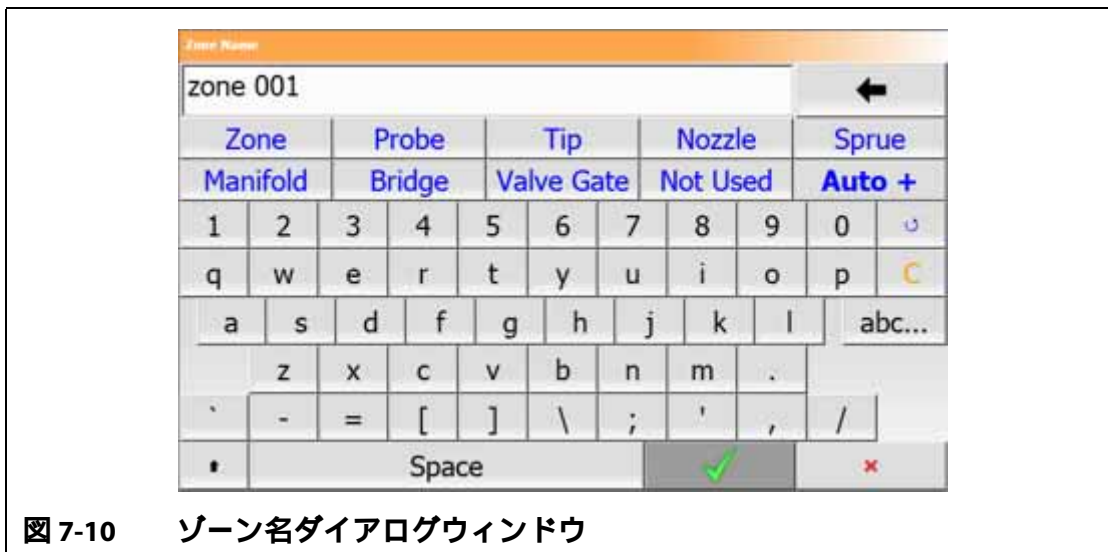 Zone Name
zone 001
Zone Probe Tip Nozzle Sprue
Manifold Bridge Valve Gate Not Used Auto +
1 2 3 4 5 6 7 8 9 0
q w e r t y u i o p C
a s d f g h j k l abc...
z x c v b n m .
` - = [ ] \ ; ' , /
Space
図 7-10 ゾーン名ダイアログウィンドウ